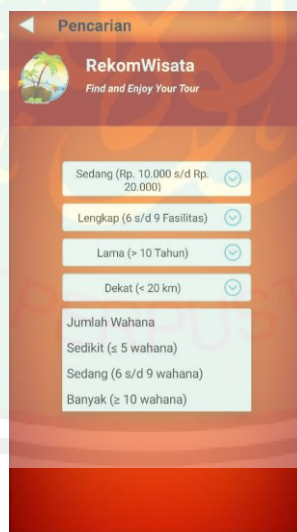 Pencarian
RekomWisata
Find and Enjoy Your Tour
Sedang (Rp. 10.000 s/d Rp.
20.000)
Lengkap (6 s/d 9 Fasilitas)
Lama (> 10 Tahun)
Dekat (< 20 km)
Jumlah Wahana
Sedikit (≤ 5 wahana)
Sedang (6 s/d 9 wahana)
Banyak (≥ 10 wahana)